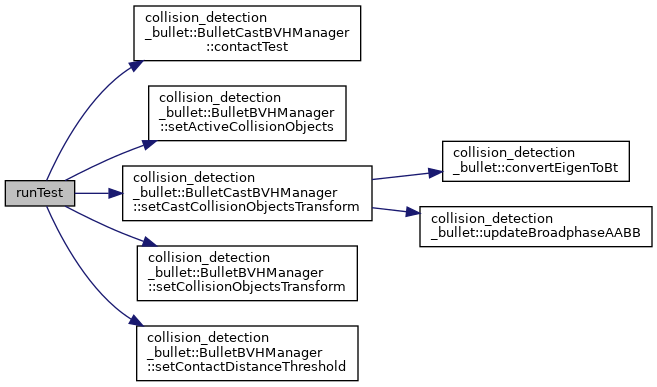 runTest
collision_detection
_bullet::BulletCastBVHManager
::contactTest
collision_detection
_bullet::BulletBVHManager
::setActiveCollisionObjects
collision_detection
_bullet::BulletCastBVHManager
::setCastCollisionObjectsTransform
collision_detection
_bullet::convertEigenToBt
collision_detection
_bullet::updateBroadphaseAABB
collision_detection
_bullet::BulletBVHManager
::setCollisionObjectsTransform
collision_detection
_bullet::BulletBVHManager
::setContactDistanceThreshold